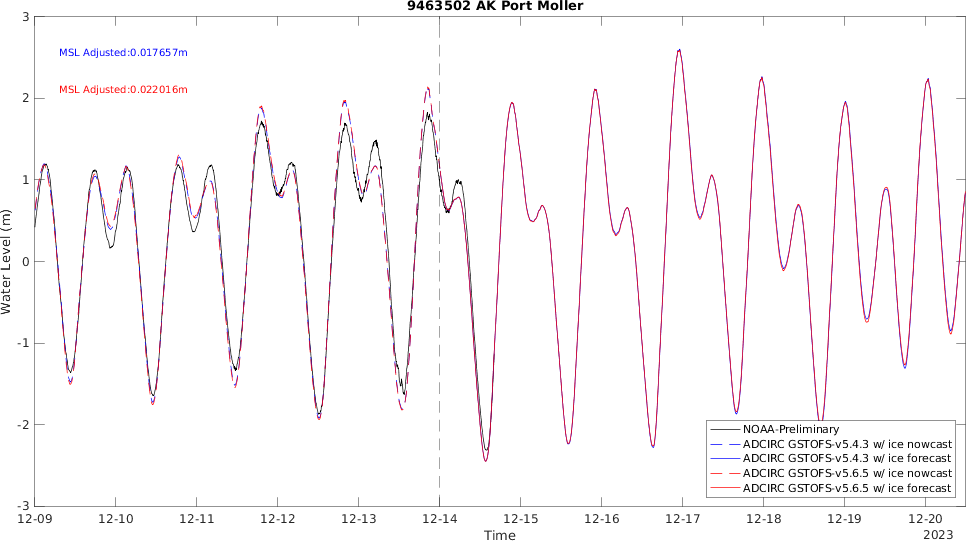 9463502 AK Port Moller
MSL Adjusted:0.017657m
MSL Adjusted:0.022016m
Water Level (m)
3
2
1
0
-1
-2
-3
NOAA-Preliminary
ADCIRC GSTOFS-v5.4.3 w/ ice nowcast
ADCIRC GSTOFS-v5.4.3 w/ ice forecast
ADCIRC GSTOFS-v5.6.5 w/ ice nowcast
ADCIRC GSTOFS-v5.6.5 w/ ice forecast
12-09 12-10 12-11 12-12 12-13 12-14 12-15 12-16 12-17 12-18 12-19 12-20
Time
2023